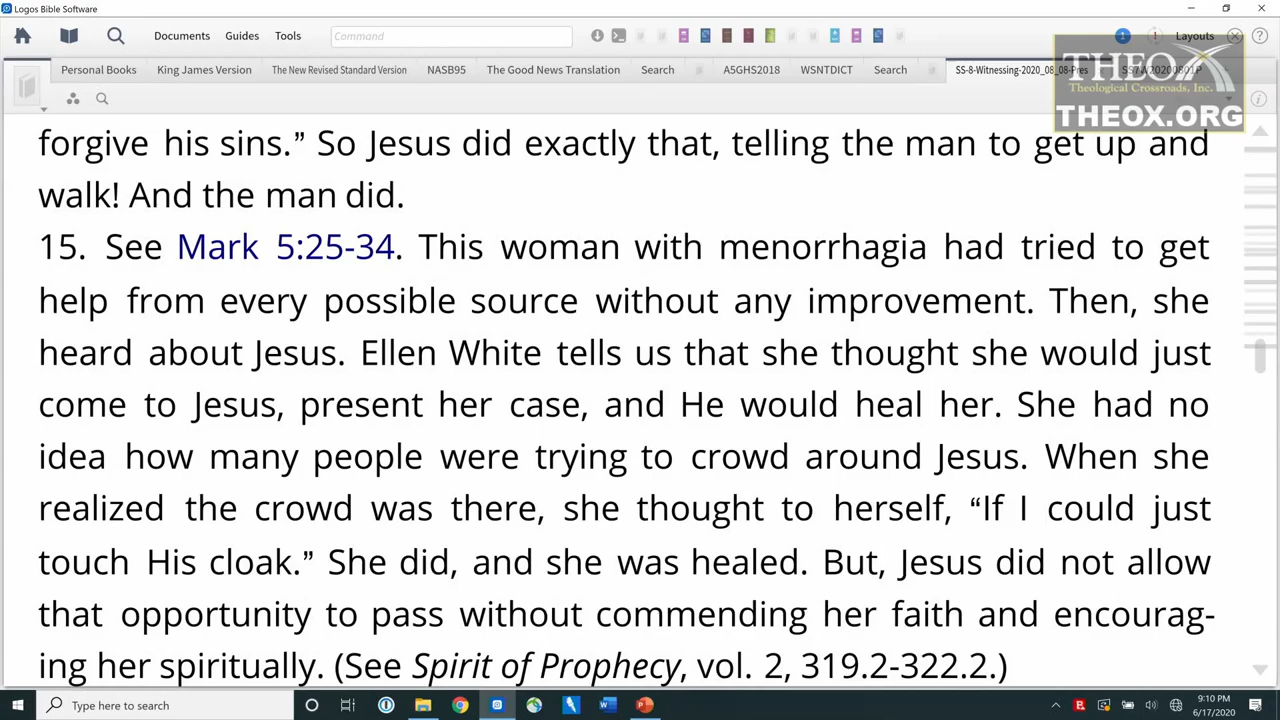 Logos Bible Software
Documents Guides Tools Command Layouts
Personal Books King James Version The New Revised Stan NASB95 The Good News Translation Search A5GHS2018 WSNTDICT Search SS-8-Witnessing-2020_08_08-Pres
THEOX
Theological Crossroads, Inc.
THEOX.ORG
forgive his sins.” So Jesus did exactly that, telling the man to get up and
walk! And the man did.
15. See Mark 5:25-34. This woman with menorrhagia had tried to get
help from every possible source without any improvement. Then, she
heard about Jesus. Ellen White tells us that she thought she would just
come to Jesus, present her case, and He would heal her. She had no
idea how many people were trying to crowd around Jesus. When she
realized the crowd was there, she thought to herself, “If I could just
touch His cloak.” She did, and she was healed. But, Jesus did not allow
that opportunity to pass without commending her faith and encourag-
ing her spiritually. (See Spirit of Prophecy, vol. 2, 319.2-322.2.)
Type here to search
9:10 PM
6/17/2020